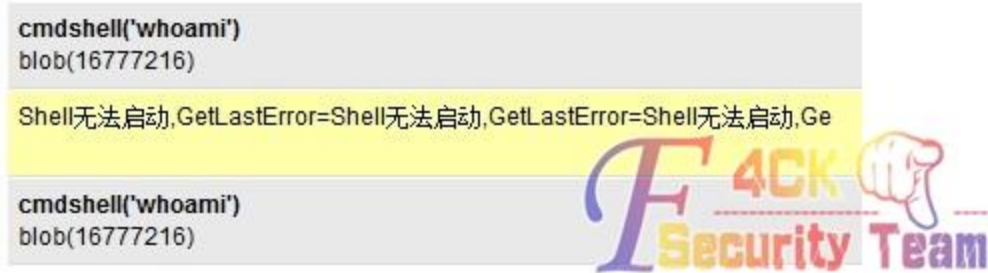 cmdshell('whoami')
blob(16777216)
Shell无法启动,GetLastError=Shell无法启动,GetLastError=Shell无法启动,Ge
cmdshell('whoami')
blob(16777216)
F4CK
Security Team